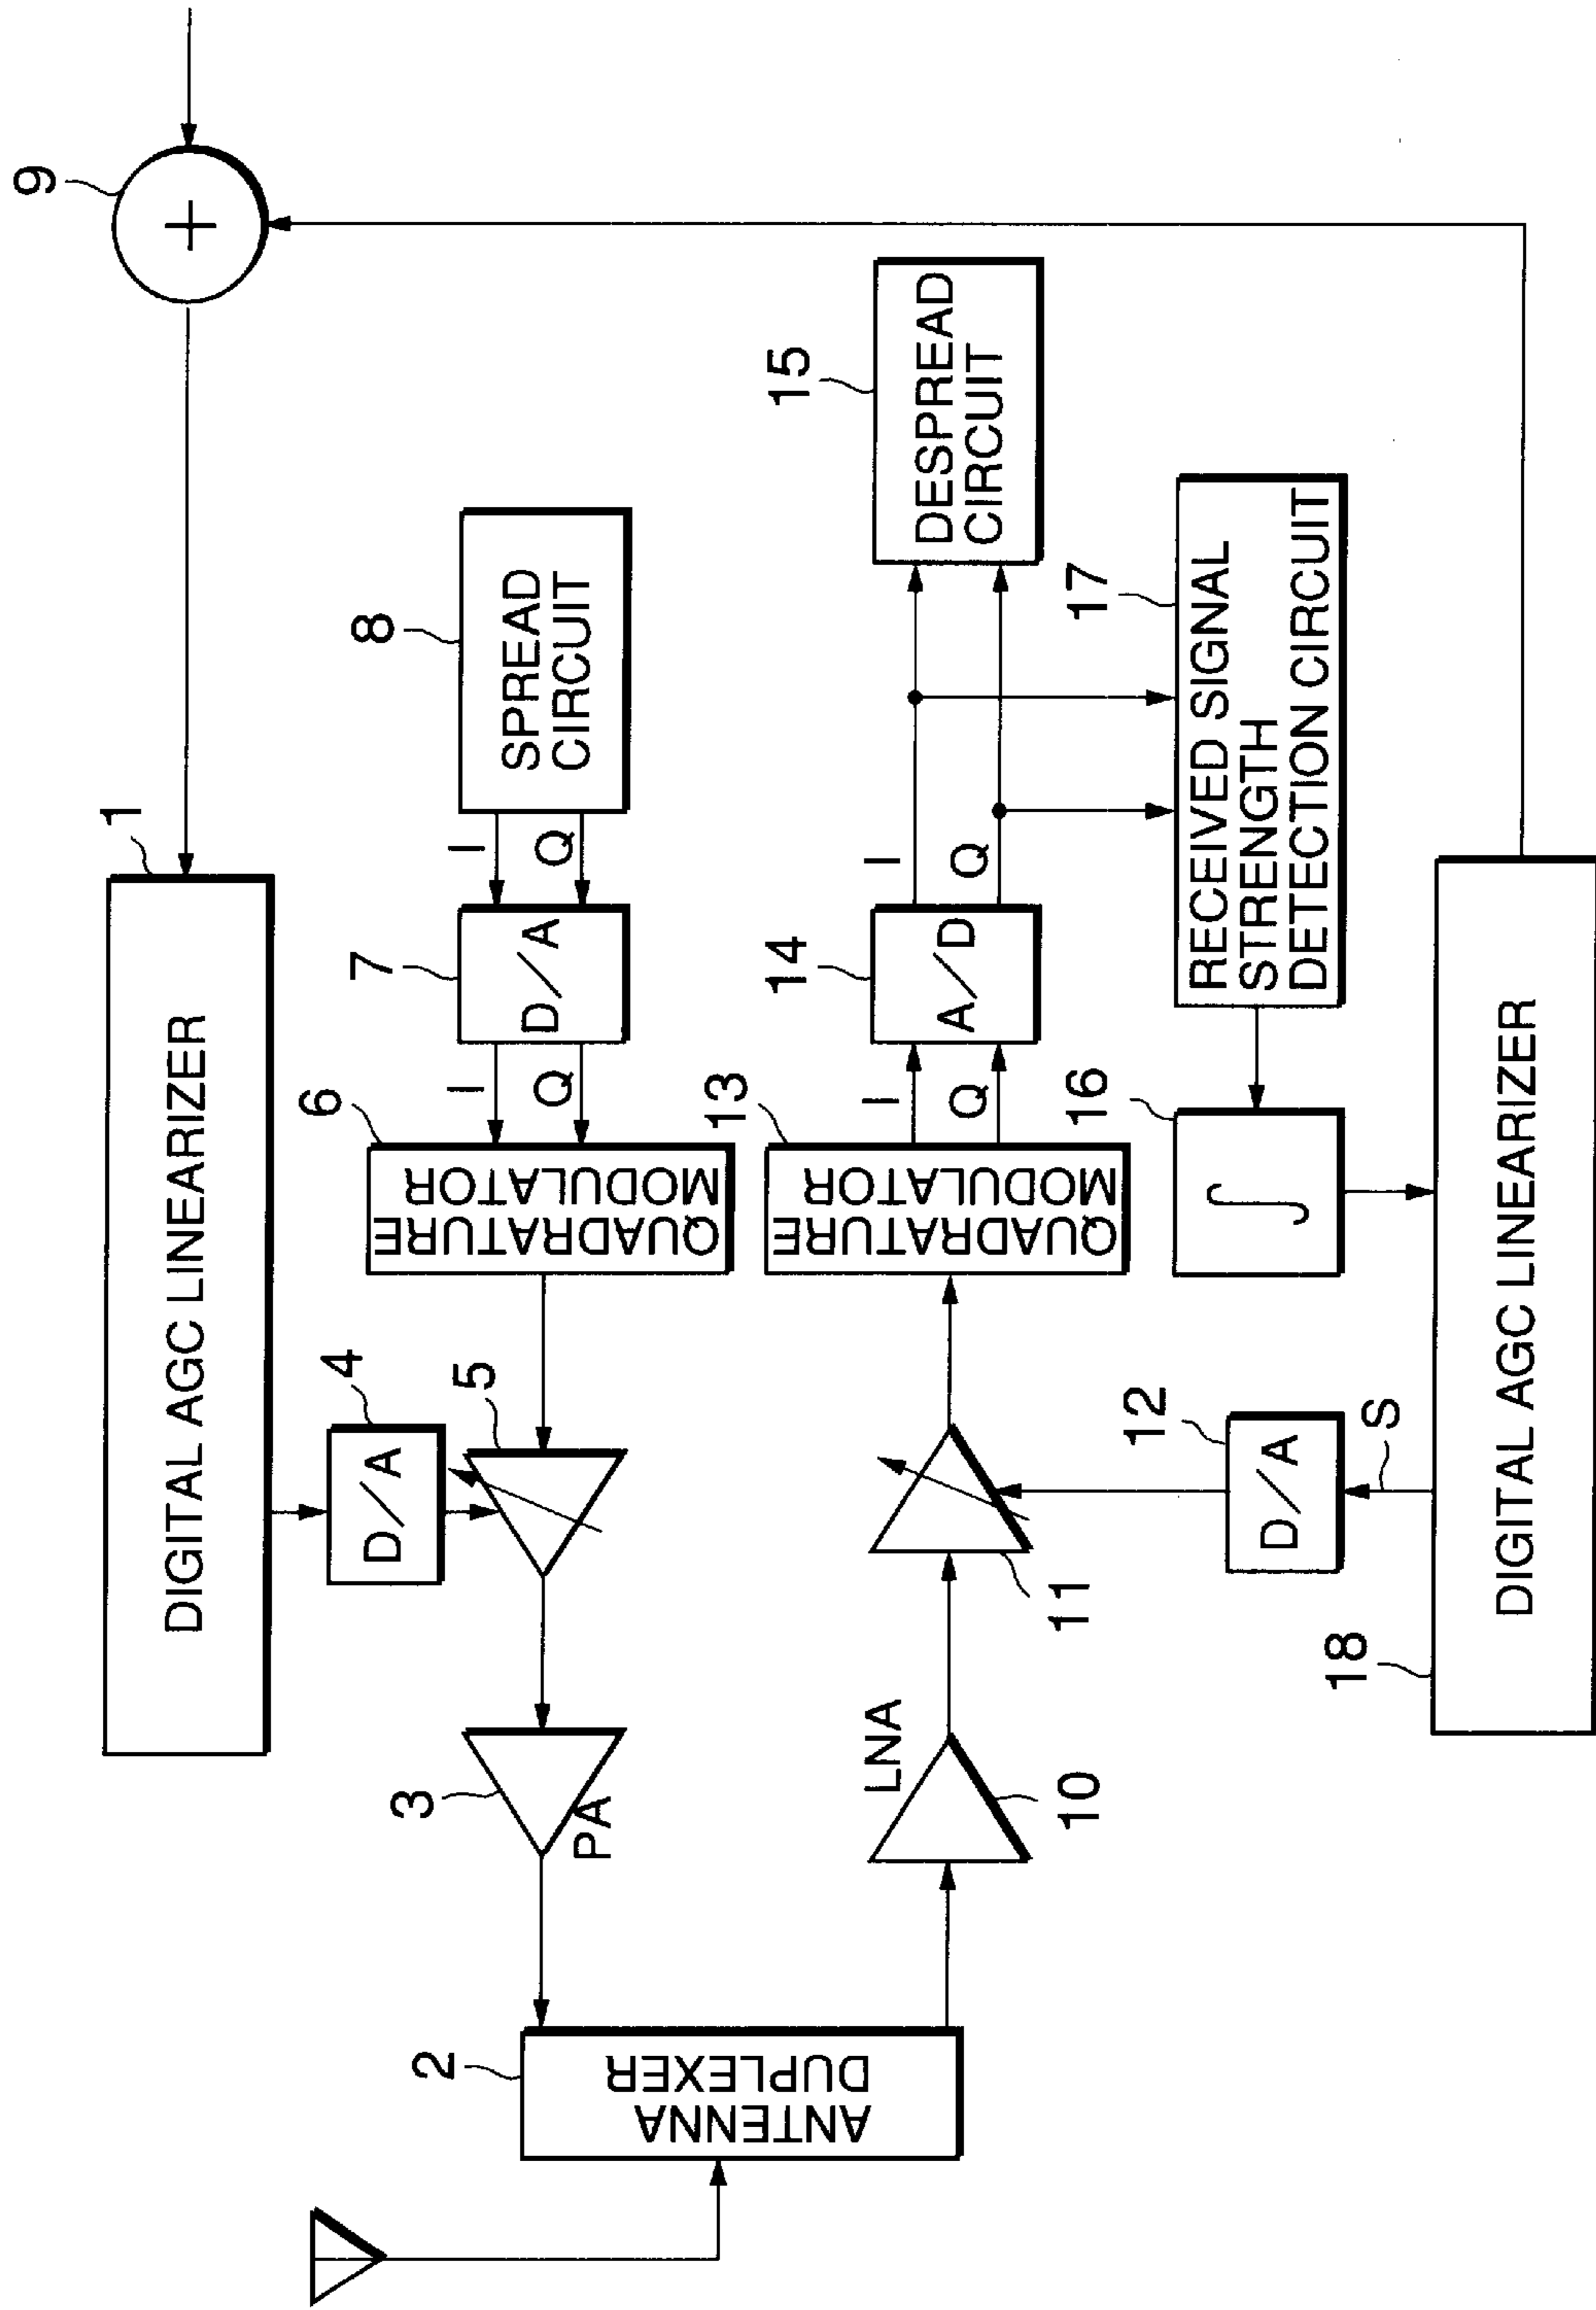 9
1
DIGITAL AGC LINEARIZER
8
SPREAD
CIRCUIT
I
Q
7
D/A
I
Q
6
QUADRATURE
MODULATOR
4
D/A
5
3
PA
2
ANTENNA
DUPLEXER
15
DESPREAD
CIRCUIT
I
Q
14
A/D
I
Q
13
QUADRATURE
MODULATOR
11
LNA
10
17
RECEIVED SIGNAL
STRENGTH
DETECTION CIRCUIT
16
12
D/A
S
18
DIGITAL AGC LINEARIZER